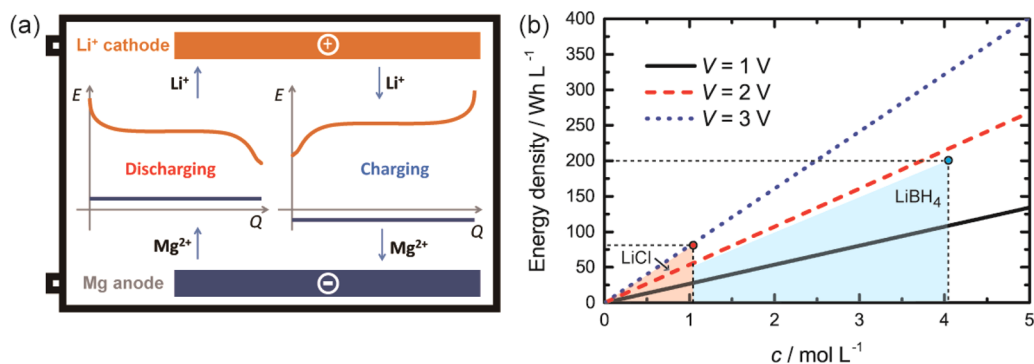 (a)
Li⁺ cathode
+
Li⁺
Li⁺
E
E
Discharging
Charging
Q
Q
Mg²⁺
Mg²⁺
Mg anode
−
(b)
Energy density / Wh L⁻¹
400
350
300
250
200
150
100
50
0
V = 1 V
V = 2 V
V = 3 V
LiBH₄
LiCl
0 1 2 3 4 5
c / mol L⁻¹